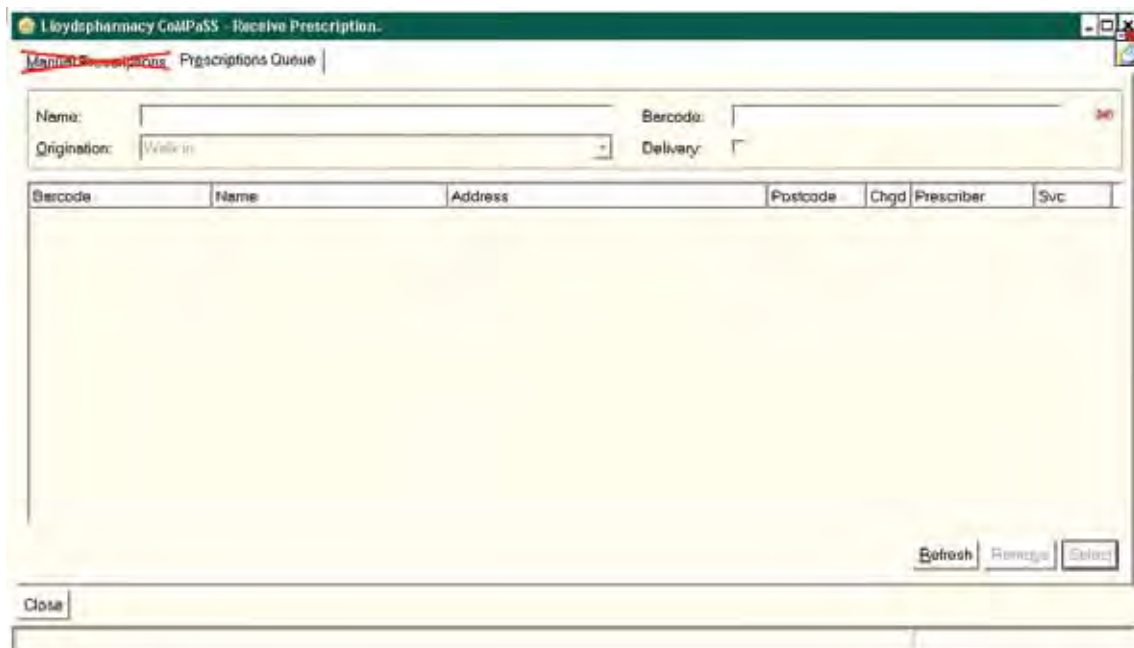 Lloydspharmacy CoMPaSS - Receive Prescription.
Manual Prescriptions Prescriptions Queue
Name: Barcode:
Origination: Walk in Delivery:
Barcode Name Address Postcode Chgd Prescriber Svc
Refresh Remove Select
Close